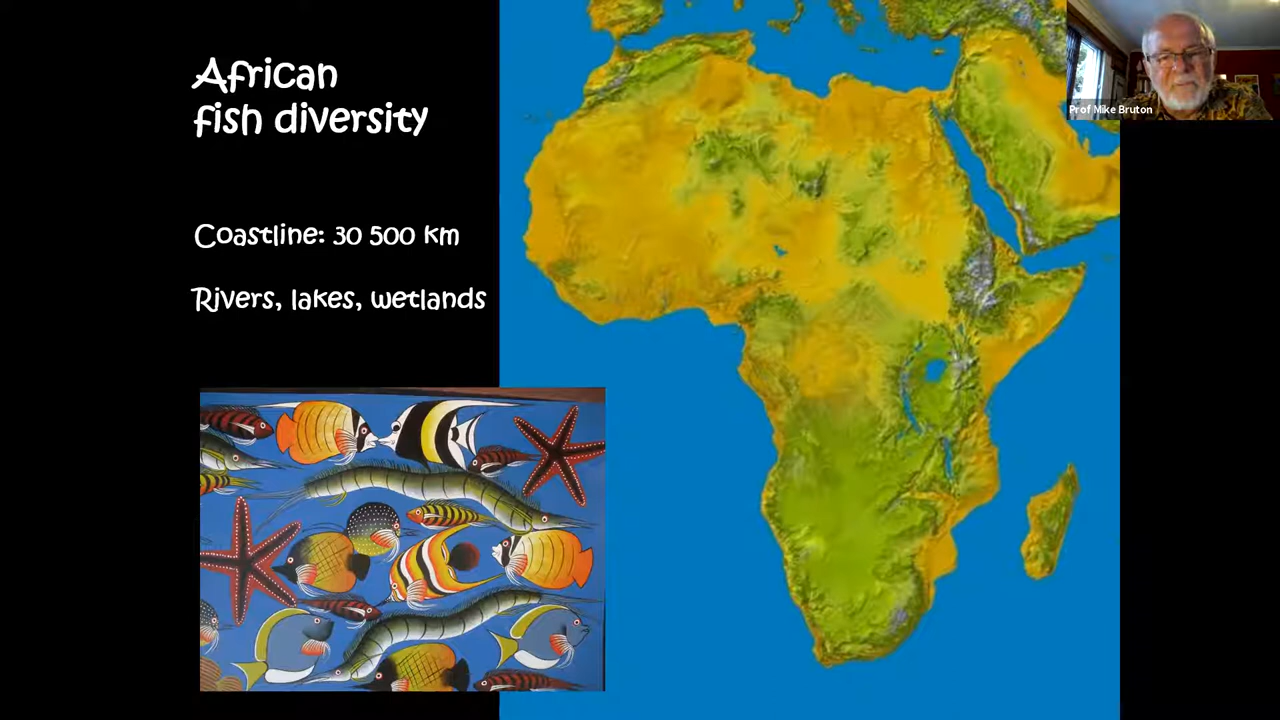 African
fish diversity
Coastline: 30 500 km
Rivers, lakes, wetlands
Prof Mike Bruton